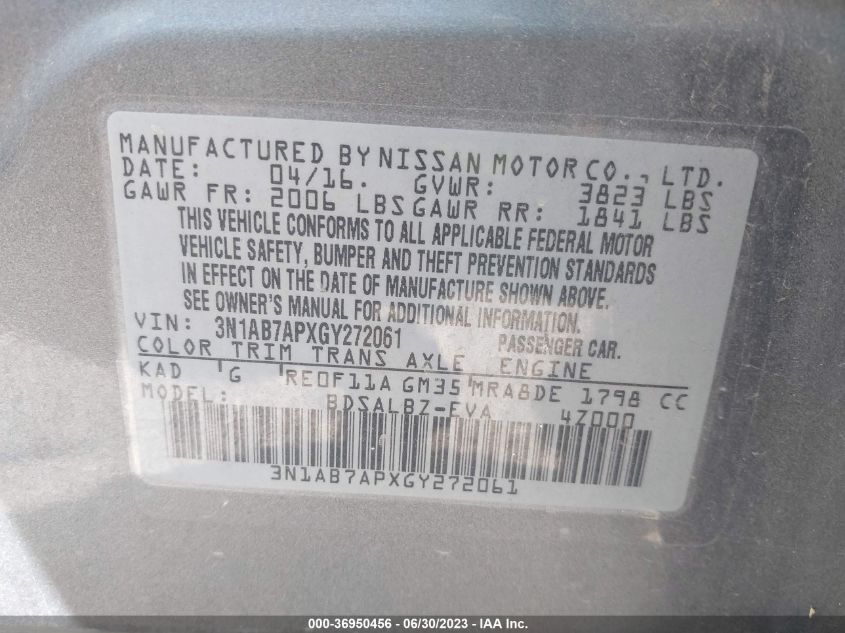 MANUFACTURED BY NISSAN MOTOR CO., LTD.
DATE: 04/16. GVWR: 3823 LBS
GAWR FR: 2006 LBS GAWR RR: 1841 LBS
THIS VEHICLE CONFORMS TO ALL APPLICABLE FEDERAL MOTOR
VEHICLE SAFETY, BUMPER AND THEFT PREVENTION STANDARDS
IN EFFECT ON THE DATE OF MANUFACTURE SHOWN ABOVE.
SEE OWNER'S MANUAL FOR ADDITIONAL INFORMATION.
VIN: 3N1AB7APXGY272061 PASSENGER CAR.
COLOR TRIM TRANS AXLE ENGINE
KAD G RE0F11A GM35 MRA8DE 1798 CC
MODEL: BDSALBZ-EVA 4Z000
3N1AB7APXGY272061
000-36950456 - 06/30/2023 - IAA Inc.